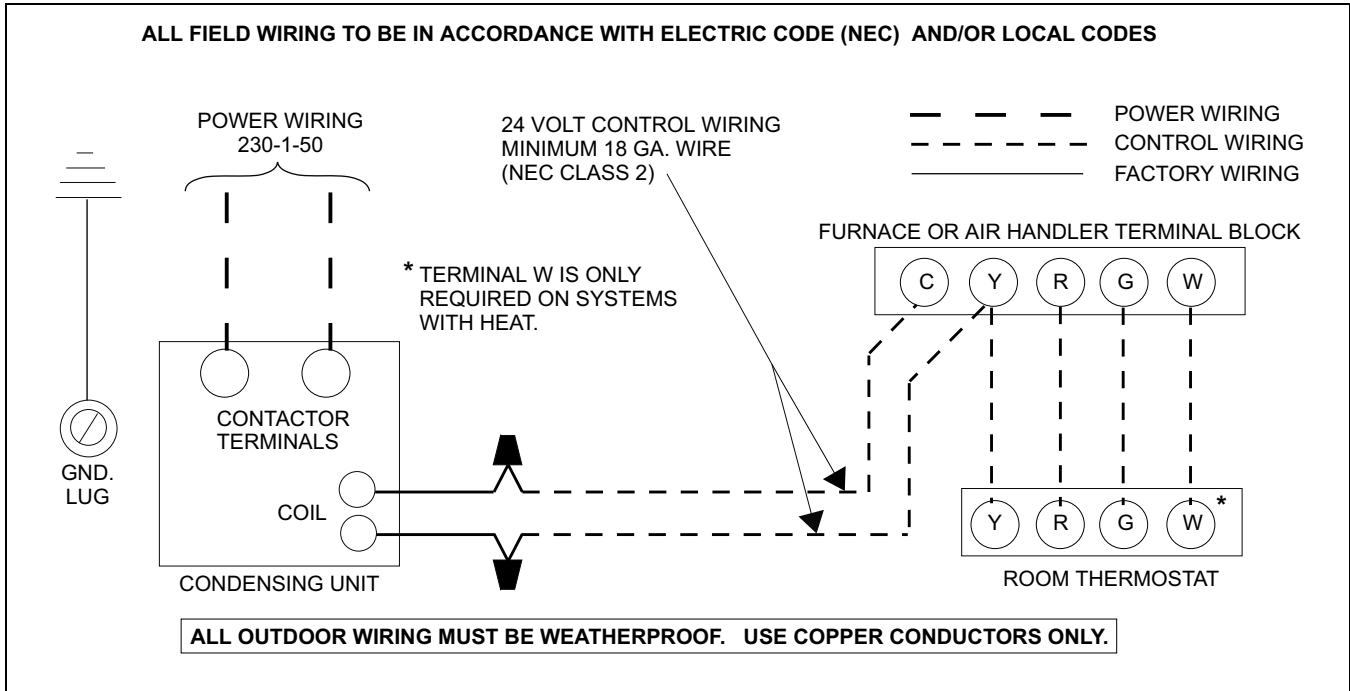 ALL FIELD WIRING TO BE IN ACCORDANCE WITH ELECTRIC CODE (NEC) AND/OR LOCAL CODES
POWER WIRING
230-1-50
24 VOLT CONTROL WIRING
MINIMUM 18 GA. WIRE
(NEC CLASS 2)
POWER WIRING
CONTROL WIRING
FACTORY WIRING
FURNACE OR AIR HANDLER TERMINAL BLOCK
C Y R G W
* TERMINAL W IS ONLY
REQUIRED ON SYSTEMS
WITH HEAT.
CONTACTOR
TERMINALS
GND.
LUG
COIL
CONDENSING UNIT
Y R G W *
ROOM THERMOSTAT
ALL OUTDOOR WIRING MUST BE WEATHERPROOF. USE COPPER CONDUCTORS ONLY.